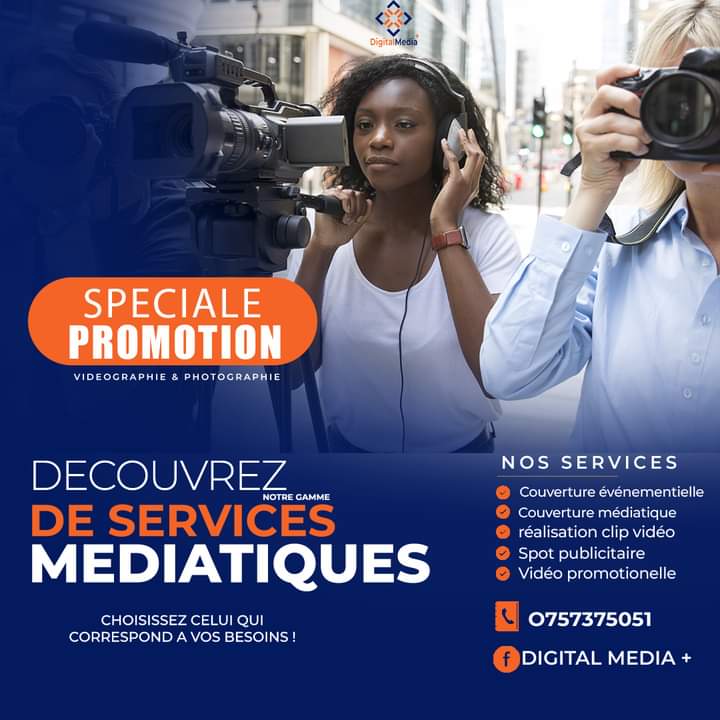 DigitalMedia+
SPECIALE
PROMOTION
VIDEOGRAPHIE & PHOTOGRAPHIE
DECOUVREZ
NOTRE GAMME
DE SERVICES
MEDIATIQUES
CHOISISSEZ CELUI QUI
CORRESPOND A VOS BESOINS !
NOS SERVICES
Couverture événementielle
Couverture médiatique
réalisation clip vidéo
Spot publicitaire
Vidéo promotionelle
O757375051
DIGITAL MEDIA +